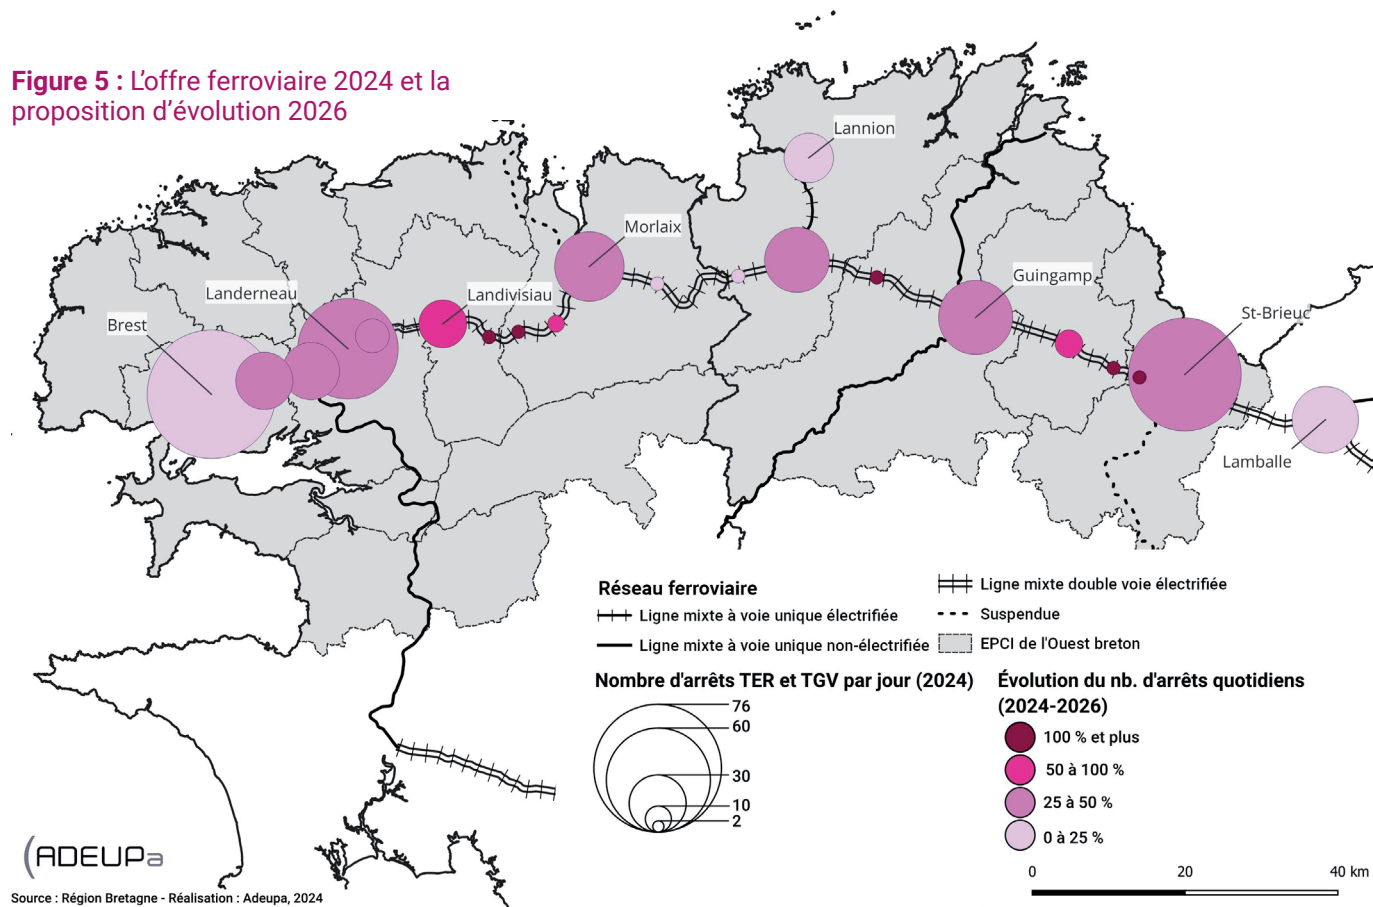 Figure 5 : L'offre ferroviaire 2024 et la
proposition d'évolution 2026
Lannion
Morlaix
Guingamp
Landerneau
Landivisiau
St-Brieuc
Brest
Lamballe
Réseau ferroviaire
Ligne mixte à voie unique électrifiée
Ligne mixte à voie unique non-électrifiée
Ligne mixte double voie électrifiée
Suspendue
EPCI de l'Ouest breton
Nombre d'arrêts TER et TGV par jour (2024)
76
60
30
10
2
Évolution du nb. d'arrêts quotidiens
(2024-2026)
100 % et plus
50 à 100 %
25 à 50 %
0 à 25 %
0 20 40 km
ADEUPa
Source : Région Bretagne - Réalisation : Adeupa, 2024